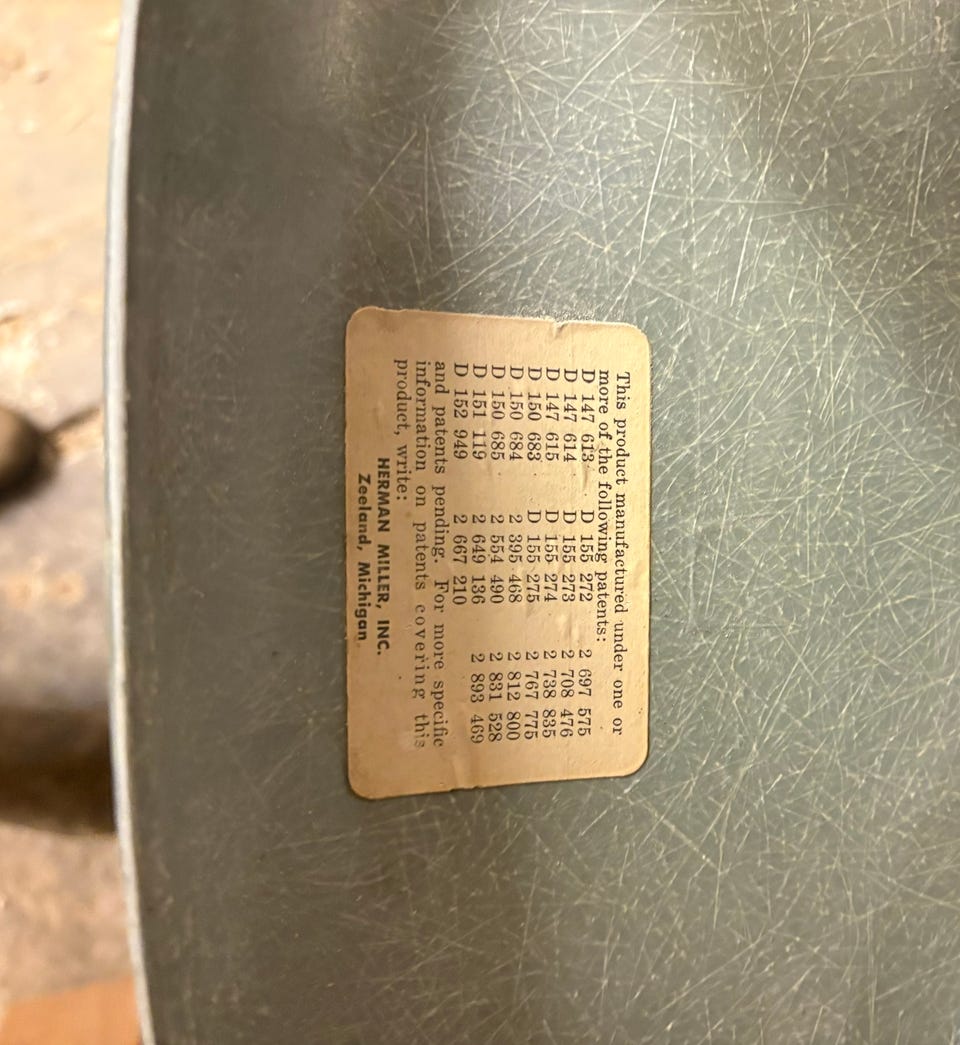 This product manufactured under one or
more of the following patents:
D 147 613 D 155 272 2 697 575
D 147 614 D 155 273 2 708 476
D 147 615 D 155 274 2 738 835
D 150 683 D 155 275 2 767 775
D 150 684 2 395 468 2 812 800
D 150 685 2 554 490 2 831 528
D 151 119 2 649 136 2 893 469
D 152 949 2 667 210
and patents pending. For more specific
information on patents covering this
product, write:
HERMAN MILLER, INC.
Zeeland, Michigan